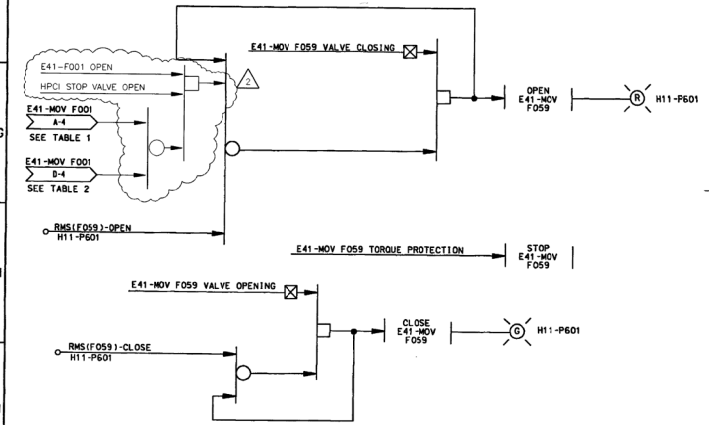 E41-MOV F059 VALVE CLOSING
E41-F001 OPEN
HPCI STOP VALVE OPEN
2
E41-MOV F001
A-4
SEE TABLE 1
E41-MOV F001
D-4
SEE TABLE 2
OPEN
E41-MOV
F059
R
H11-P601
G
RMS(F059)-OPEN
H11-P601
E41-MOV F059 TORQUE PROTECTION
STOP
E41-MOV
F059
E41-MOV F059 VALVE OPENING
CLOSE
E41-MOV
F059
G
H11-P601
RMS(F059)-CLOSE
H11-P601